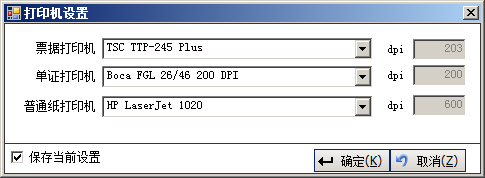 打印机设置
票据打印机 TSC TTP-245 Plus dpi 203
单证打印机 Boca FGL 26/46 200 DPI dpi 200
普通纸打印机 HP LaserJet 1020 dpi 600
保存当前设置 确定(K) 取消(Z)